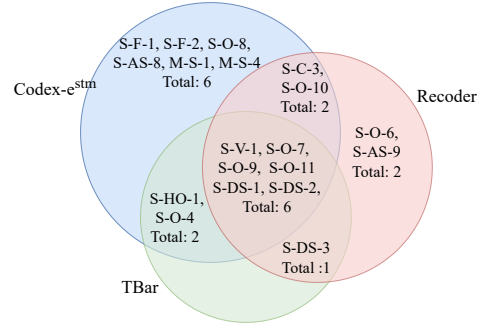 S-F-1, S-F-2, S-O-8,
S-AS-8, M-S-1, M-S-4
Total: 6
Codex-e^stm
S-C-3,
S-O-10
Total: 2
Recoder
S-O-6,
S-AS-9
Total: 2
S-V-1, S-O-7,
S-O-9, S-O-11
S-DS-1, S-DS-2,
Total: 6
S-HO-1,
S-O-4
Total: 2
S-DS-3
Total :1
TBar